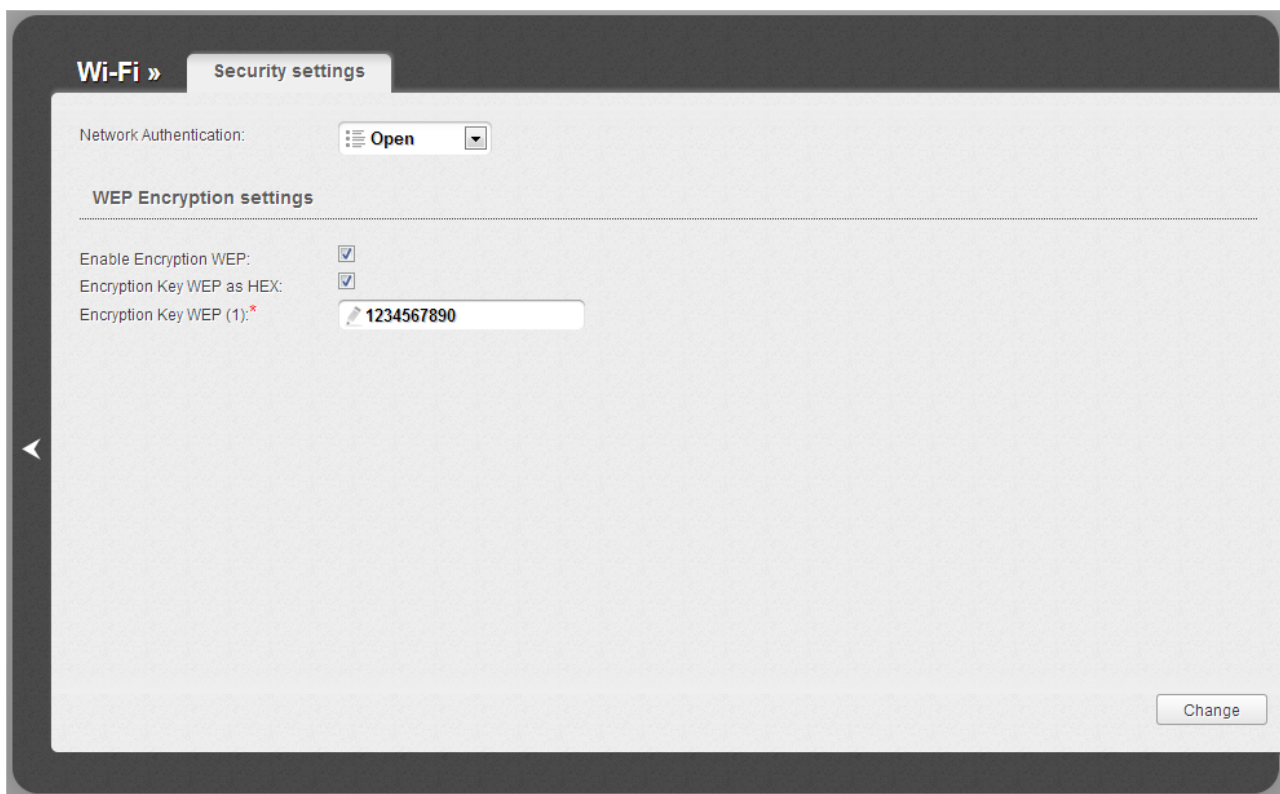 Wi-Fi » Security settings
Network Authentication: Open
WEP Encryption settings
Enable Encryption WEP:
Encryption Key WEP as HEX:
Encryption Key WEP (1):* 1234567890
Change